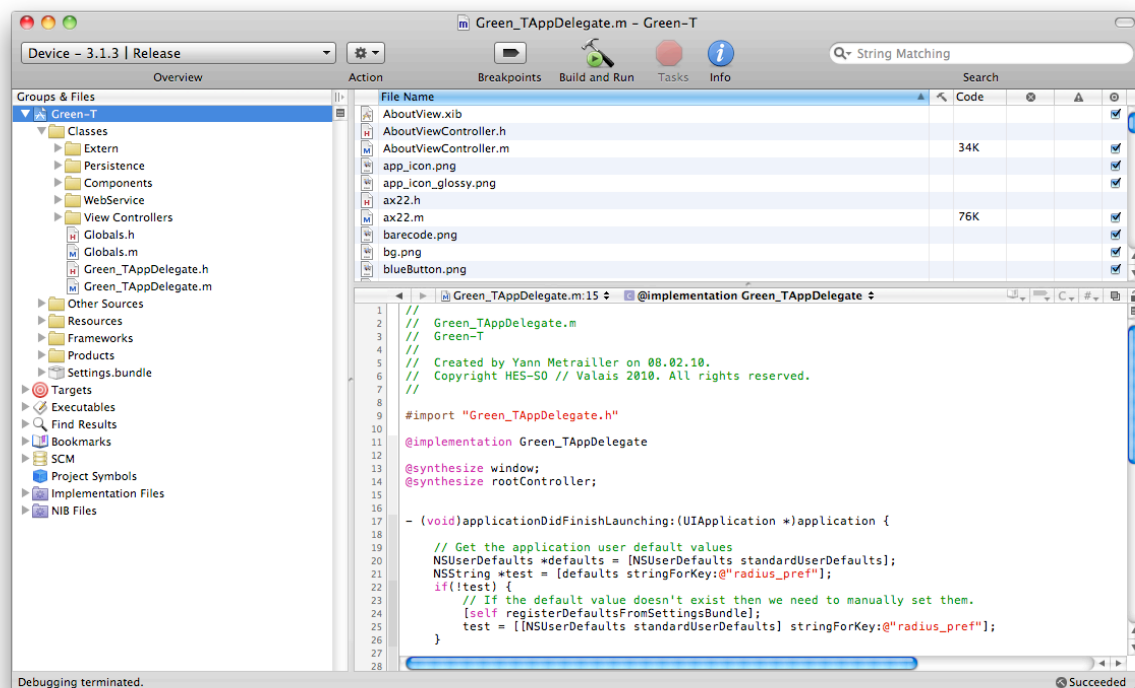 Green_TAppDelegate.m – Green-T
Device – 3.1.3 | Release
String Matching
Overview
Action
Breakpoints
Build and Run
Tasks
Info
Search
Groups & Files
Green-T
Classes
Extern
Persistence
Components
WebService
View Controllers
Globals.h
Globals.m
Green_TAppDelegate.h
Green_TAppDelegate.m
Other Sources
Resources
Frameworks
Products
Settings.bundle
Targets
Executables
Find Results
Bookmarks
SCM
Project Symbols
Implementation Files
NIB Files
File Name Code
AboutView.xib
AboutViewController.h
AboutViewController.m 34K
app_icon.png
app_icon_glossy.png
ax22.h
ax22.m 76K
barecode.png
bg.png
blueButton.png
Green_TAppDelegate.m:15 @implementation Green_TAppDelegate
1 //
2 // Green_TAppDelegate.m
3 // Green-T
4 //
5 // Created by Yann Metrailler on 08.02.10.
6 // Copyright HES-SO // Valais 2010. All rights reserved.
7 //
8
9 #import "Green_TAppDelegate.h"
10
11 @implementation Green_TAppDelegate
12
13 @synthesize window;
14 @synthesize rootController;
15
16
17 - (void)applicationDidFinishLaunching:(UIApplication *)application {
18
19 // Get the application user default values
20 NSUserDefaults *defaults = [NSUserDefaults standardUserDefaults];
21 NSString *test = [defaults stringForKey:@"radius_pref"];
22 if(!test) {
23 // If the default value doesn't exist then we need to manually set them.
24 [self registerDefaultsFromSettingsBundle];
25 test = [[NSUserDefaults standardUserDefaults] stringForKey:@"radius_pref"];
26 }
27
28
Debugging terminated.
Succeeded